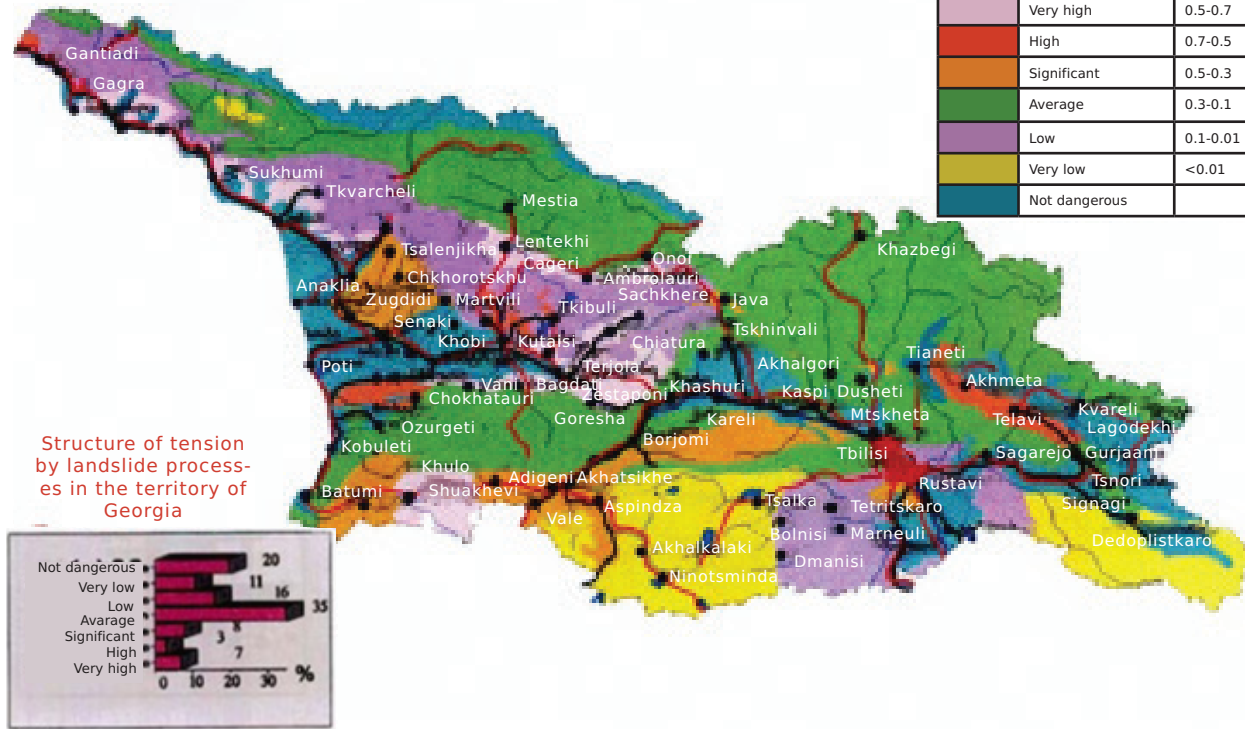 Very high 0.5-0.7
High 0.7-0.5
Significant 0.5-0.3
Average 0.3-0.1
Low 0.1-0.01
Very low <0.01
Not dangerous
Gantiadi
Gagra
Sukhumi
Tkvarcheli
Mestia
Tsalenjikha
Lentekhi
Khazbegi
Cageri
Onoi
Chkhorotskhu
Ambrolauri
Anaklia
Zugdidi
Martvili
Sachkhere
Java
Tkibuli
Senaki
Tskhinvali
Khobi
Kutaisi
Chiatura
Tianeti
Poti
Terjola
Akhalgori
Vani
Bagdati
Khashuri
Akhmeta
Chokhatauri
Zestaponi
Kaspi
Dusheti
Goresha
Kareli
Mtskheta
Telavi
Kvareli
Ozurgeti
Lagodekhi
Kobuleti
Borjomi
Tbilisi
Sagarejo
Gurjaani
Khulo
Adigeni
Akhatsikhe
Batumi
Shuakhevi
Rustavi
Tsnori
Vale
Aspindza
Tsalka
Tetritskaro
Signagi
Bolnisi
Marneuli
Dedoplistkaro
Akhalkalaki
Dmanisi
Ninotsminda
Structure of tension
by landslide process-
es in the territory of
Georgia
Not dangerous 20
Very low 11
Low 16
Avarage 35
Significant 8
High 3
Very high 7
0 10 20 30 %